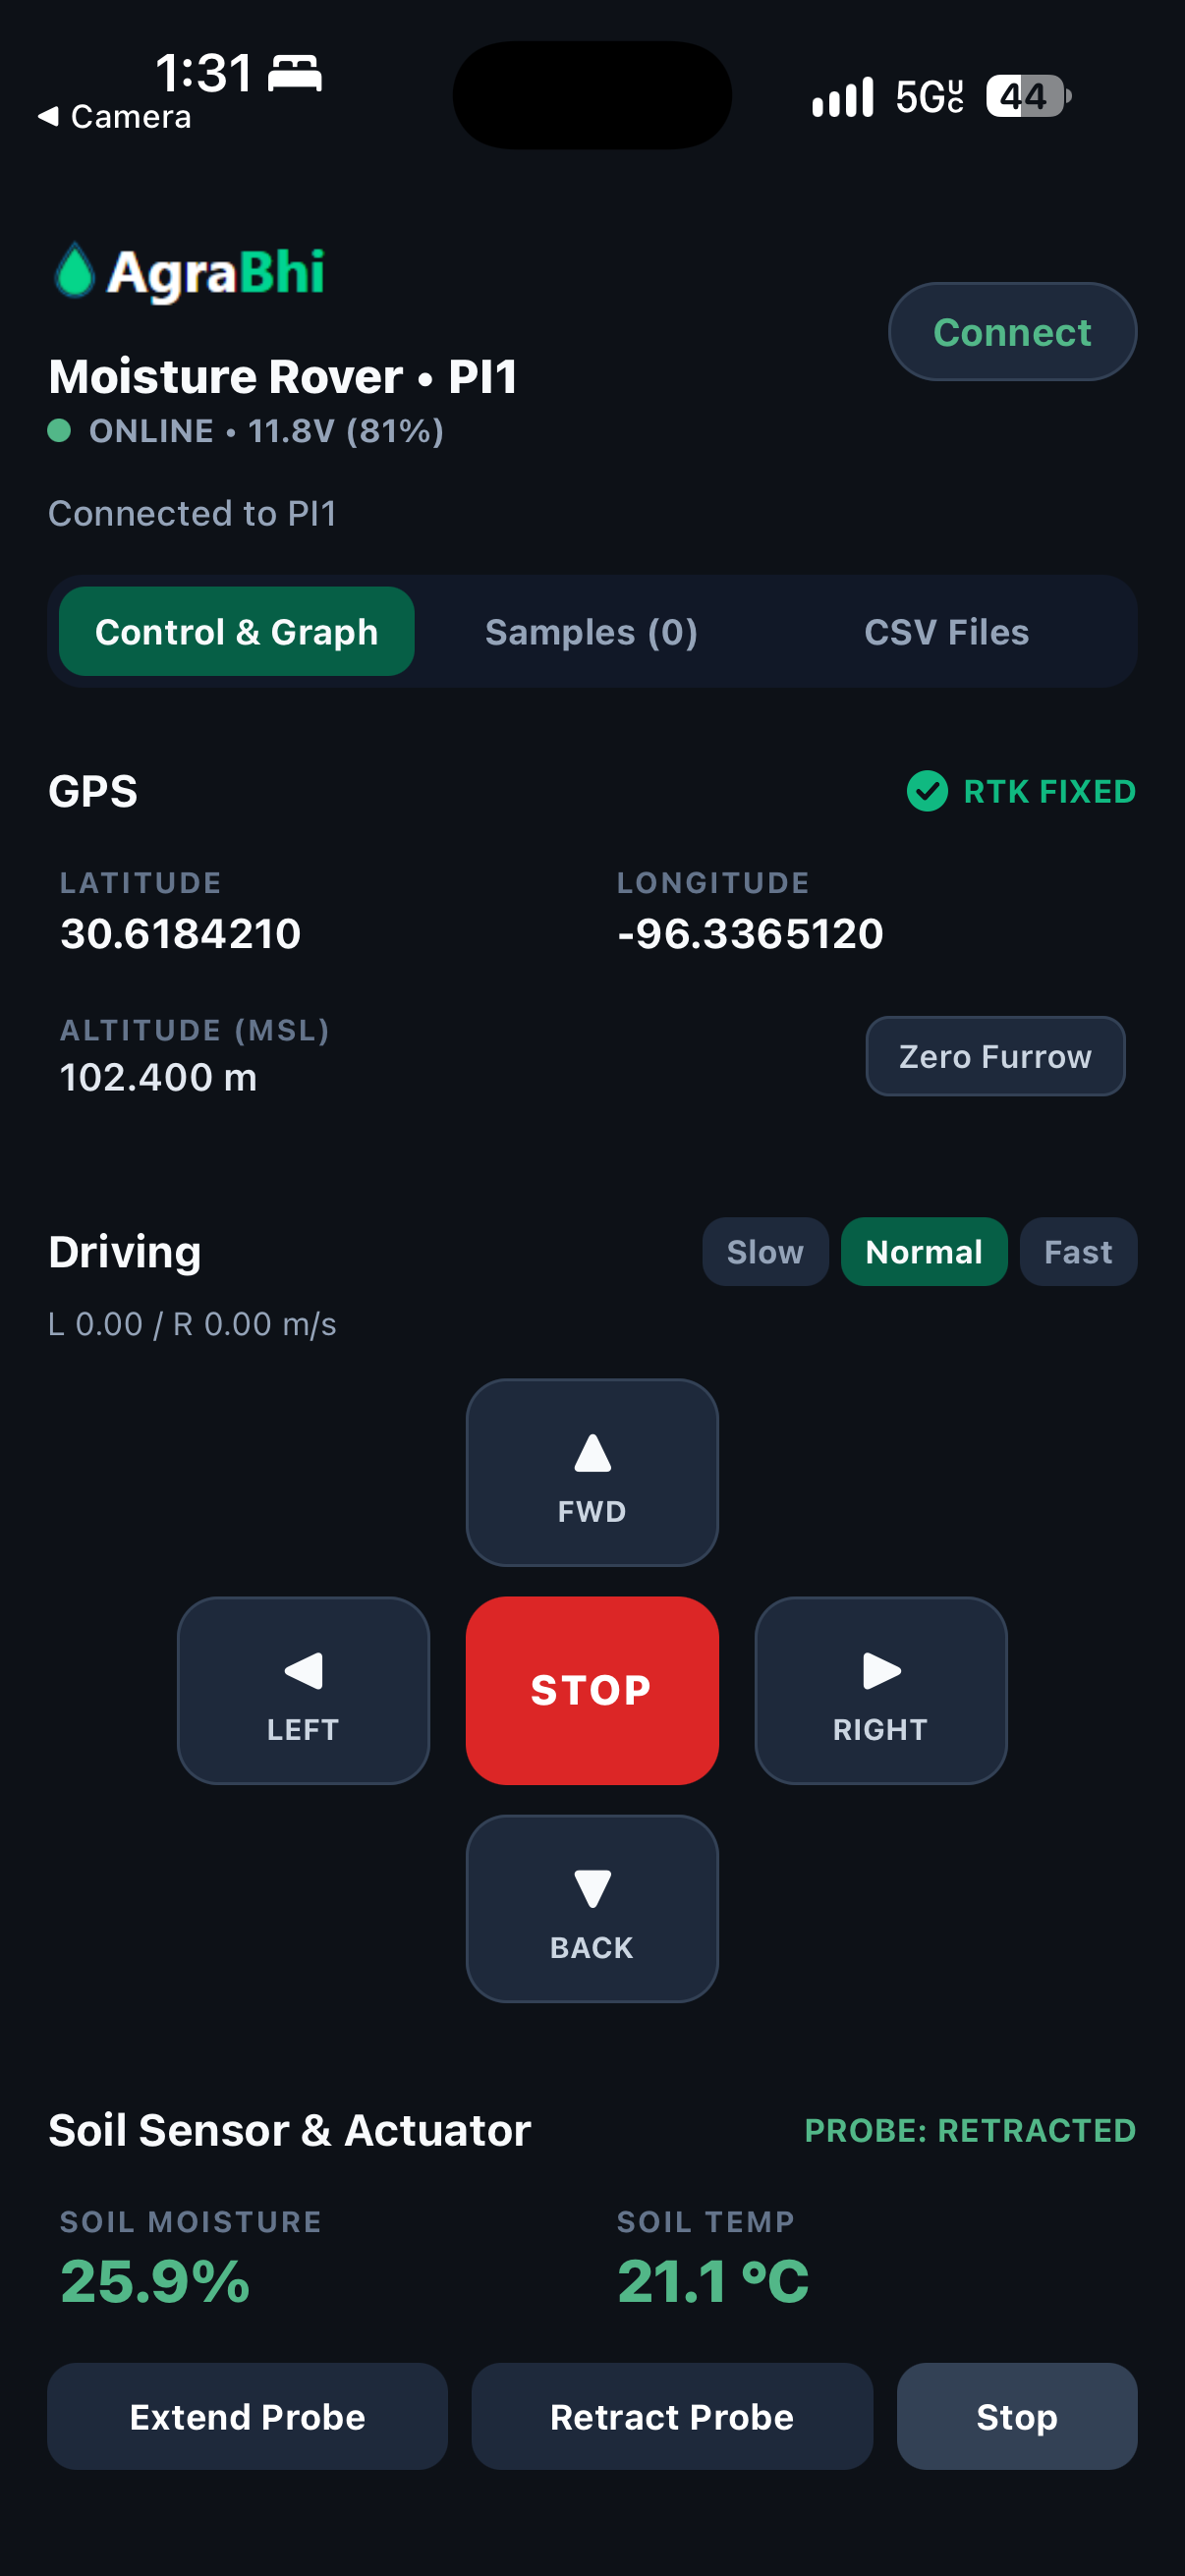 1:31
5GUC 44
Camera
AgraBhi
Connect
Moisture Rover • PI1
ONLINE • 11.8V (81%)
Connected to PI1
Control & Graph Samples (0) CSV Files
GPS RTK FIXED
LATITUDE LONGITUDE
30.6184210 -96.3365120
ALTITUDE (MSL)
102.400 m
Zero Furrow
Driving Slow Normal Fast
L 0.00 / R 0.00 m/s
FWD
LEFT STOP RIGHT
BACK
Soil Sensor & Actuator PROBE: RETRACTED
SOIL MOISTURE SOIL TEMP
25.9% 21.1 °C
Extend Probe Retract Probe Stop